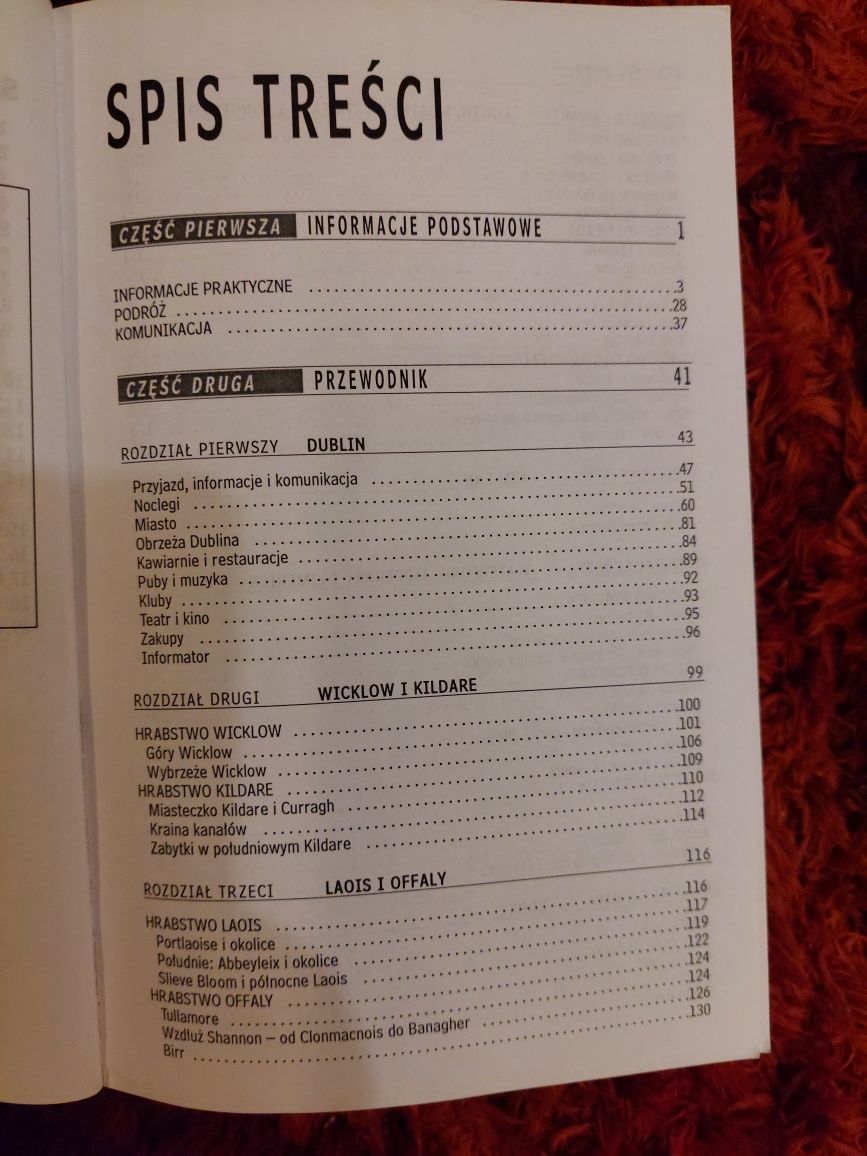 SPIS TREŚCI
CZĘŚĆ PIERWSZA INFORMACJE PODSTAWOWE 1
INFORMACJE PRAKTYCZNE ..... 3
PODRÓŻ ..... 28
KOMUNIKACJA ..... 37
CZĘŚĆ DRUGA PRZEWODNIK 41
ROZDZIAŁ PIERWSZY DUBLIN 43
Przyjazd, informacje i komunikacja ..... 47
Noclegi ..... 51
Miasto ..... 60
Obrzeża Dublina ..... 81
Kawiarnie i restauracje ..... 84
Puby i muzyka ..... 89
Kluby ..... 92
Teatr i kino ..... 93
Zakupy ..... 95
Informator ..... 96
ROZDZIAŁ DRUGI WICKLOW I KILDARE 99
HRABSTWO WICKLOW ..... 100
Góry Wicklow ..... 101
Wybrzeże Wicklow ..... 106
HRABSTWO KILDARE ..... 109
Miasteczko Kildare i Curragh ..... 110
Kraina kanałów ..... 112
Zabytki w południowym Kildare ..... 114
ROZDZIAŁ TRZECI LAOIS I OFFALY 116
HRABSTWO LAOIS ..... 116
Portlaoise i okolice ..... 117
Południe: Abbeyleix i okolice ..... 119
Slieve Bloom i północne Laois ..... 122
HRABSTWO OFFALY ..... 124
Tullamore ..... 124
Wzdłuż Shannon – od Clonmacnois do Banagher ..... 126
Birr ..... 130